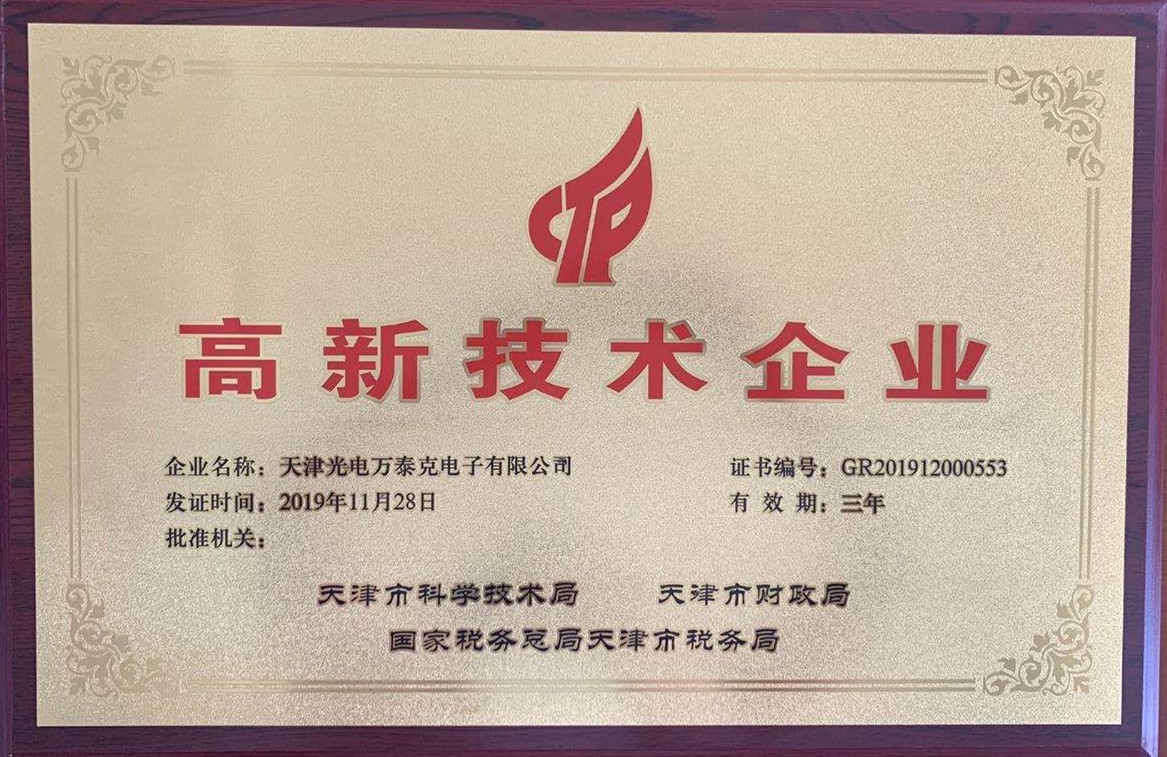 CTP
高新技术企业
企业名称：天津光电万泰克电子有限公司 证书编号：GR201912000553
发证时间：2019年11月28日 有效期：三年
批准机关：
天津市科学技术局 天津市财政局
国家税务总局天津市税务局